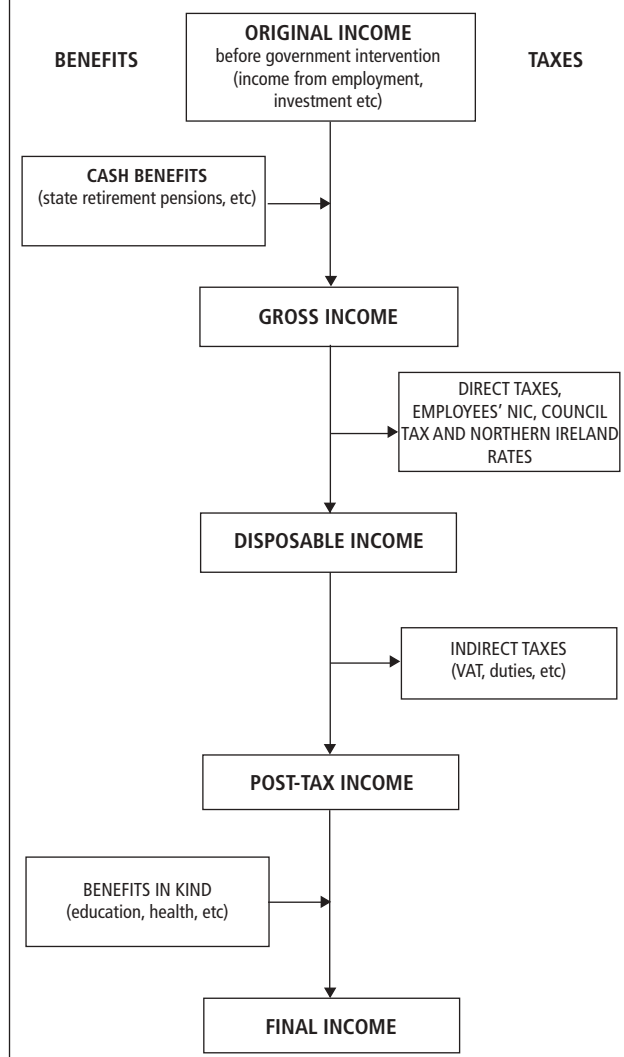 BENEFITS
ORIGINAL INCOME
before government intervention
(income from employment,
investment etc)
TAXES
CASH BENEFITS
(state retirement pensions, etc)
GROSS INCOME
DIRECT TAXES,
EMPLOYEES’ NIC, COUNCIL
TAX AND NORTHERN IRELAND
RATES
DISPOSABLE INCOME
INDIRECT TAXES
(VAT, duties, etc)
POST-TAX INCOME
BENEFITS IN KIND
(education, health, etc)
FINAL INCOME